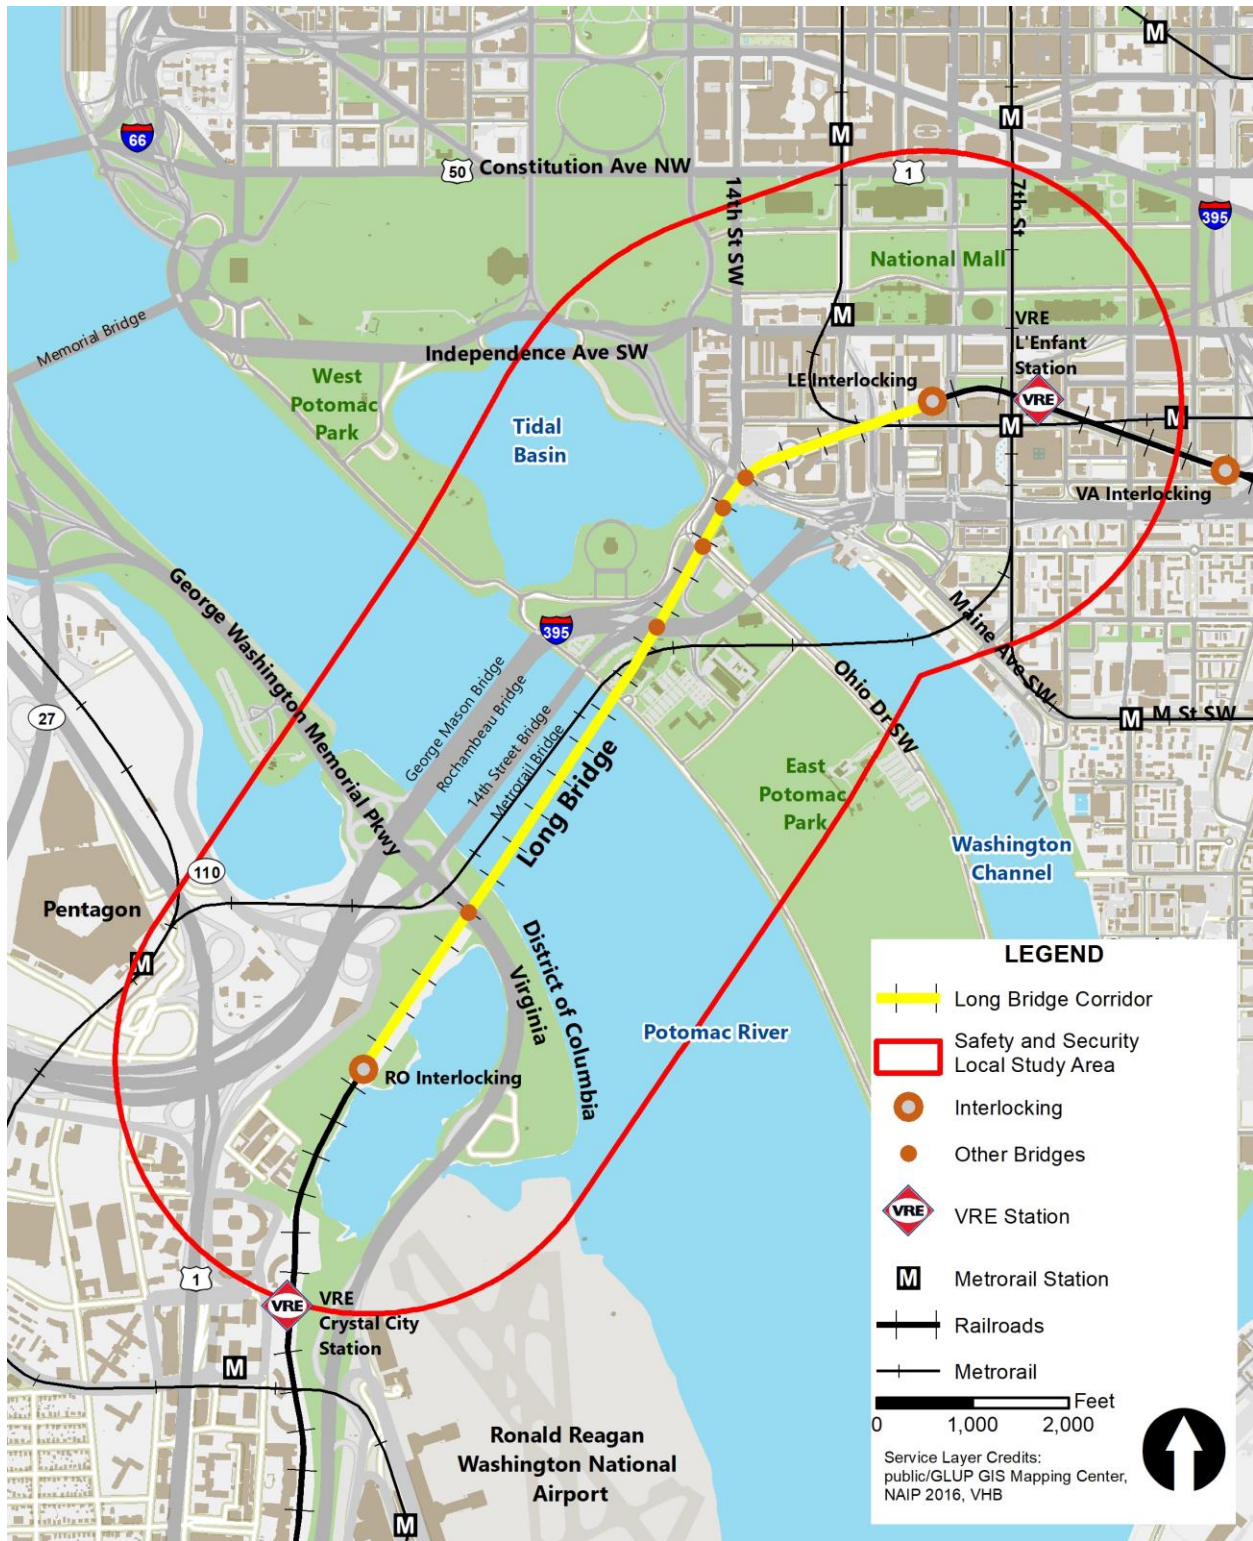 M
66
M
M
50
Constitution Ave NW
1
14th St SW
7th St
395
National Mall
Memorial Bridge
M
VRE
L'Enfant
Station
Independence Ave SW
West
Potomac
Park
LE Interlocking
VRE
Tidal
Basin
M
M
VA Interlocking
George Washington Memorial Pkwy
395
Maine Ave SW
Ohio Dr SW
27
George Mason Bridge
Rochambeau Bridge
14th Street Bridge
Metrorail Bridge
Long Bridge
M
M St SW
East
Potomac
Park
Washington
Channel
110
Pentagon
M
District of Columbia
Virginia
Potomac River
RO Interlocking
1
VRE
VRE
Crystal City
Station
M
Ronald Reagan
Washington National
Airport
M
LEGEND
Long Bridge Corridor
Safety and Security
Local Study Area
Interlocking
Other Bridges
VRE
VRE Station
M
Metrorail Station
Railroads
Metrorail
Feet
0 1,000 2,000
Service Layer Credits:
public/GLUP GIS Mapping Center,
NAIP 2016, VHB